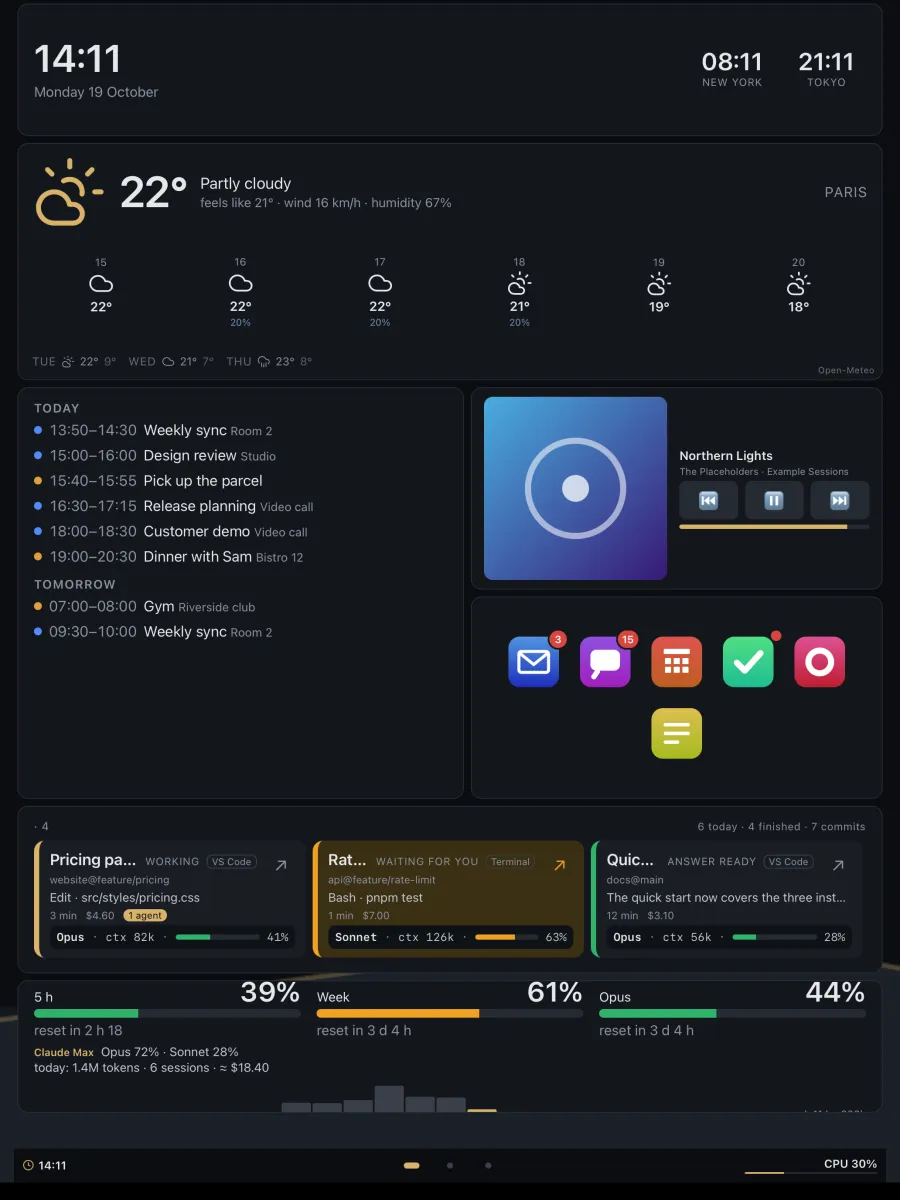 14:11
Monday 19 October
08:11
NEW YORK
21:11
TOKYO
22°
Partly cloudy
feels like 21° · wind 16 km/h · humidity 67%
PARIS
15 16 17 18 19 20
22° 22° 22° 21° 19° 18°
20% 20% 20%
TUE 22° 9° WED 21° 7° THU 23° 8°
Open-Meteo
TODAY
13:50–14:30 Weekly sync Room 2
15:00–16:00 Design review Studio
15:40–15:55 Pick up the parcel
16:30–17:15 Release planning Video call
18:00–18:30 Customer demo Video call
19:00–20:30 Dinner with Sam Bistro 12
TOMORROW
07:00–08:00 Gym Riverside club
09:30–10:00 Weekly sync Room 2
Northern Lights
The Placeholders · Example Sessions
3
15
· 4
6 today · 4 finished · 7 commits
Pricing pa... WORKING VS Code
website@feature/pricing
Edit · src/styles/pricing.css
3 min $4.60 1 agent
Opus · ctx 82k · 41%
Rat... WAITING FOR YOU Terminal
api@feature/rate-limit
Bash · pnpm test
1 min $7.00
Sonnet · ctx 126k · 63%
Quic... ANSWER READY VS Code
docs@main
The quick start now covers the three inst...
12 min $3.10
Opus · ctx 56k · 28%
5 h 39%
reset in 2 h 18
Week 61%
reset in 3 d 4 h
Opus 44%
reset in 3 d 4 h
Claude Max Opus 72% · Sonnet 28%
today: 1.4M tokens · 6 sessions · ≈ $18.40
14:11
CPU 30%